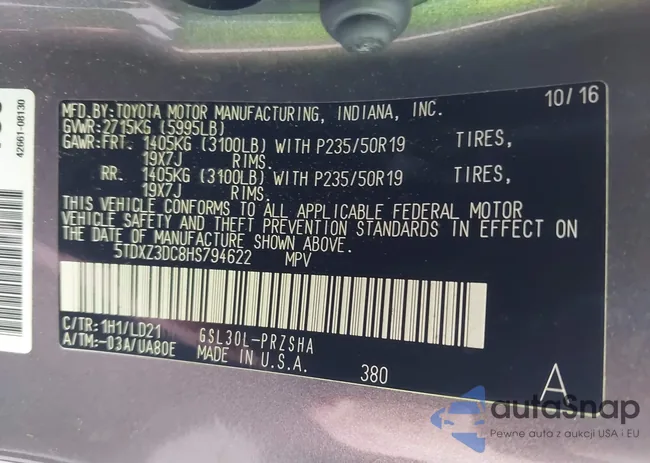 42661-08130
MFD.BY:TOYOTA MOTOR MANUFACTURING, INDIANA, INC. 10/16
GVWR:2715KG (5995LB)
GAWR:FRT. 1405KG (3100LB) WITH P235/50R19 TIRES,
19X7J RIMS.
RR. 1405KG (3100LB) WITH P235/50R19 TIRES,
19X7J RIMS.
THIS VEHICLE CONFORMS TO ALL APPLICABLE FEDERAL MOTOR
VEHICLE SAFETY AND THEFT PREVENTION STANDARDS IN EFFECT ON
THE DATE OF MANUFACTURE SHOWN ABOVE.
5TDXZ3DC8HS794622 MPV
C/TR:1H1/LD21 GSL30L-PRZSHA
A/TM:-03A/UA80E MADE IN U.S.A. 380 A
autaSnap
Pewne auta z aukcji USA i EU